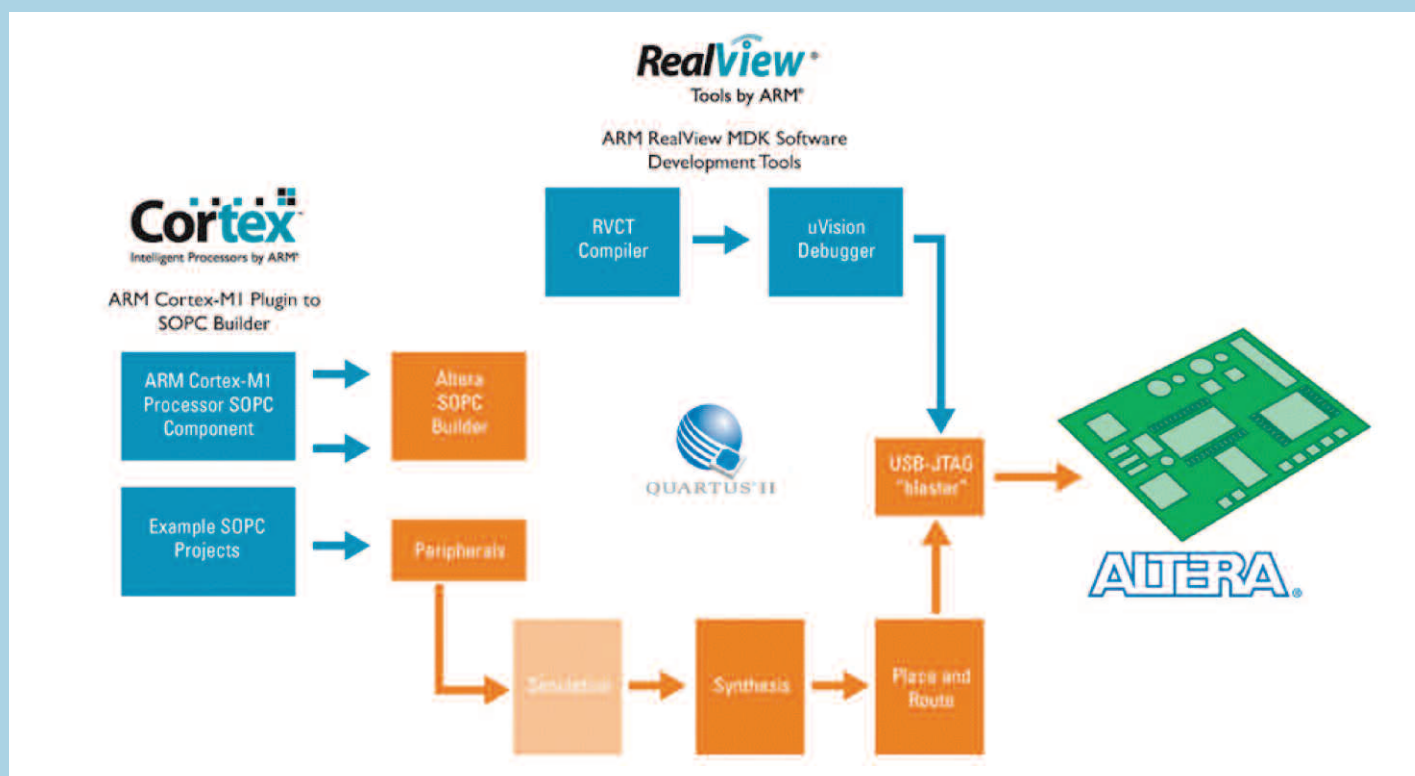 RealView®
Tools by ARM®
ARM RealView MDK Software
Development Tools
Cortex™
Intelligent Processors by ARM®
ARM Cortex-M1 Plugin to
SOPC Builder
RVCT
Compiler
uVision
Debugger
ARM Cortex-M1
Processor SOPC
Component
Altera
SOPC
Builder
QUARTUS® II
USB-JTAG
"blaster"
Example SOPC
Projects
Peripherals
ALTERA®
Simulation
Synthesis
Place and
Route